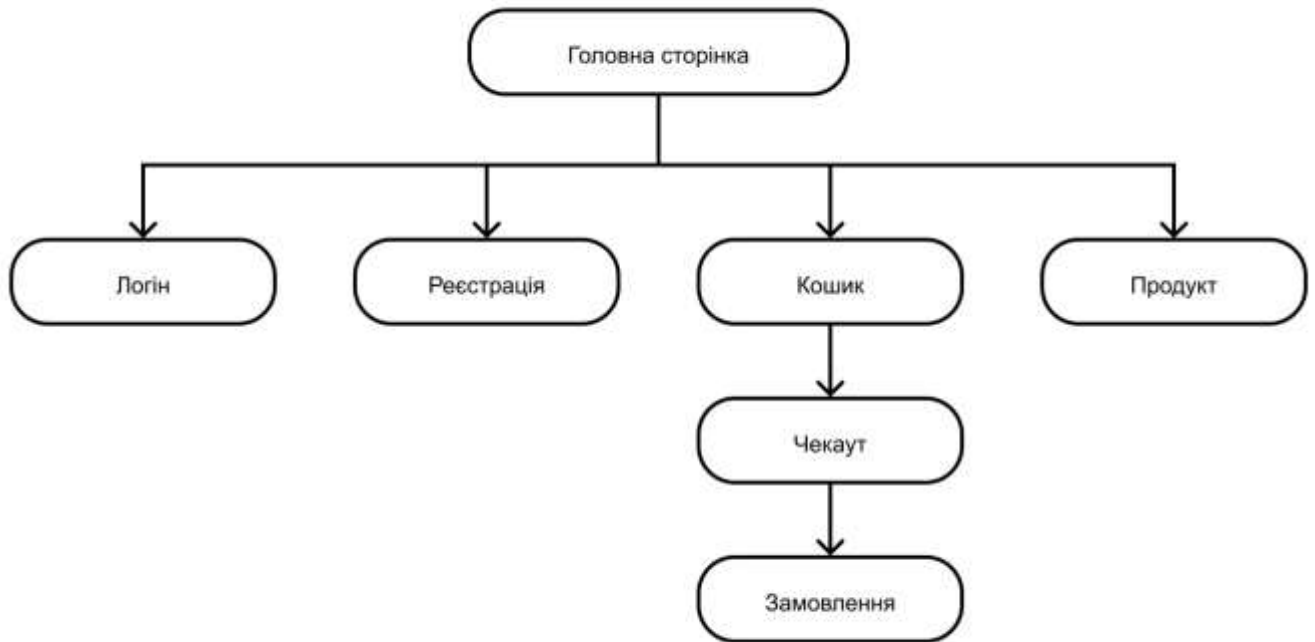 Головна сторінка
Логін
Реєстрація
Кошик
Продукт
Чекаут
Замовлення